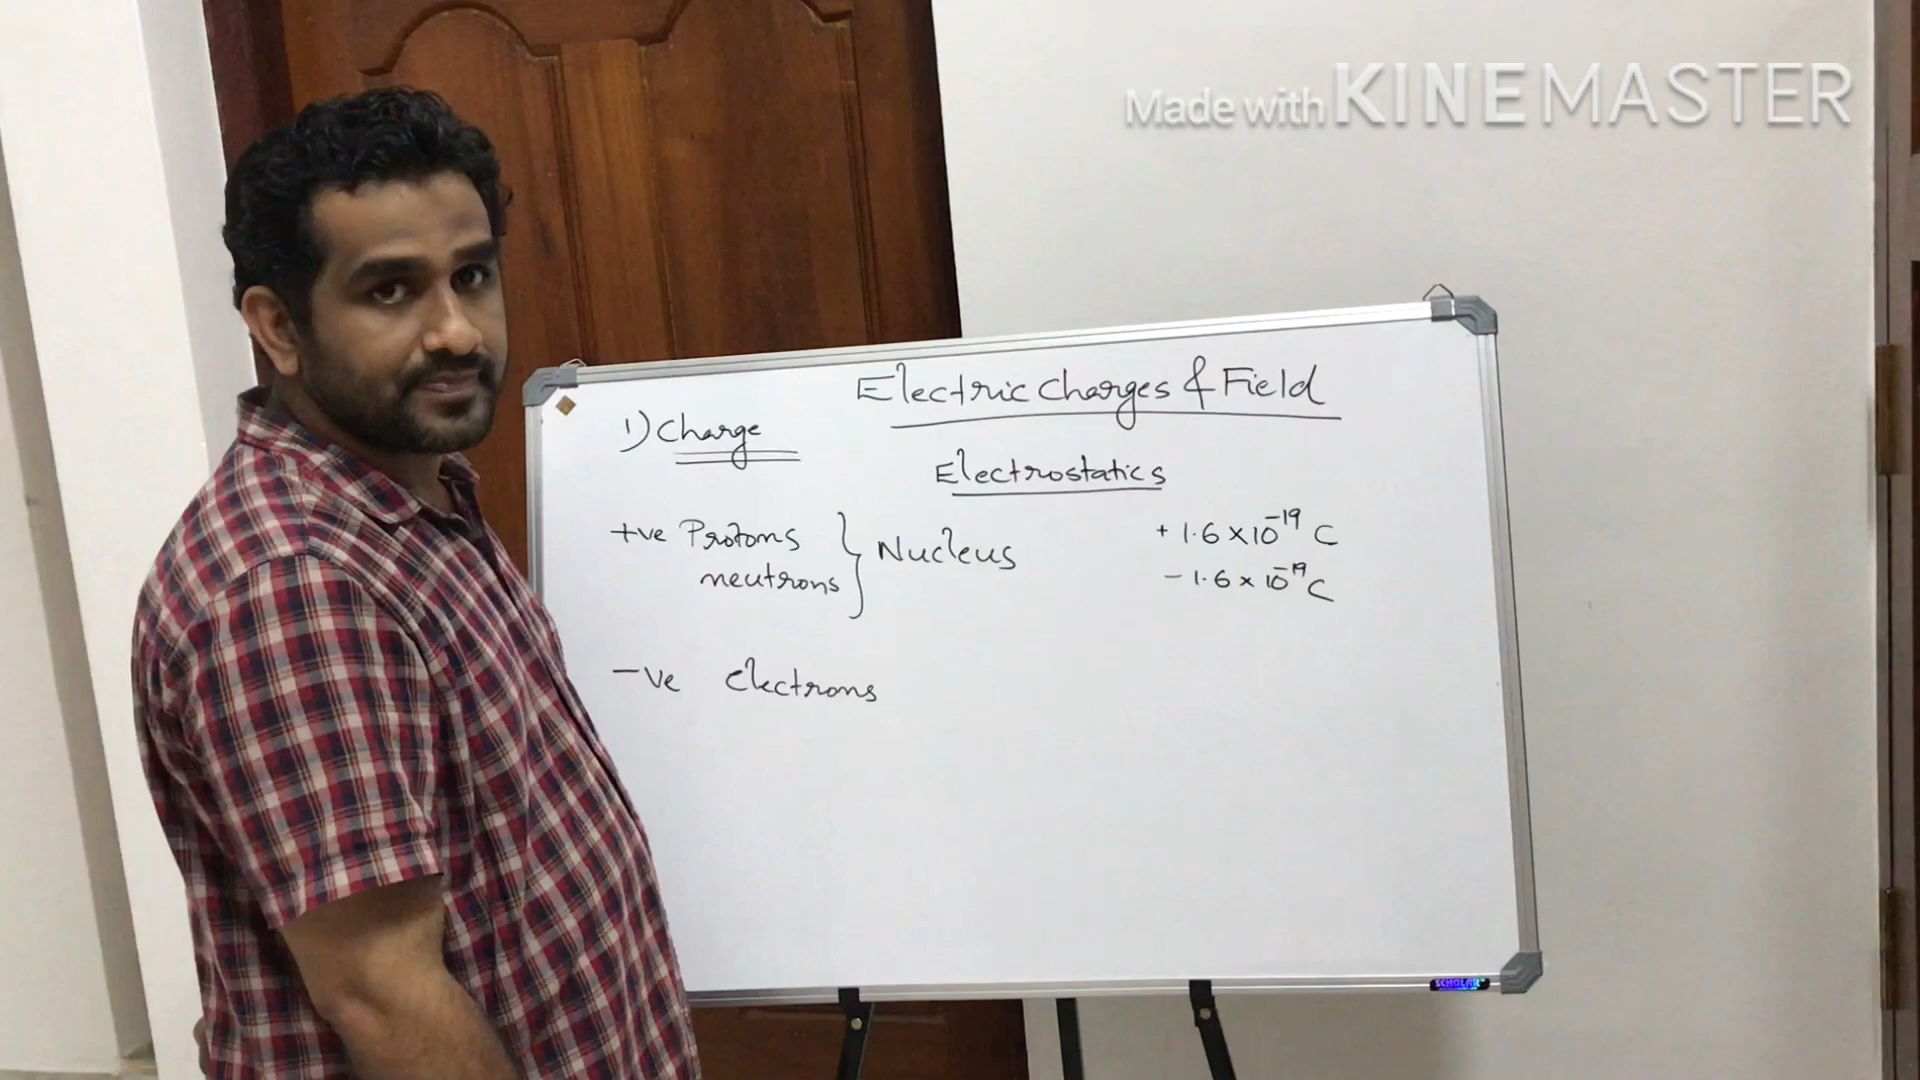 Made with KINEMASTER
Electric Charges & Field
1) Charge
Electrostatics
+ve Protons
neutrons
} Nucleus
+ 1.6 × 10⁻¹⁹ C
− 1.6 × 10⁻¹⁹ C
−ve electrons
SCHOLAR